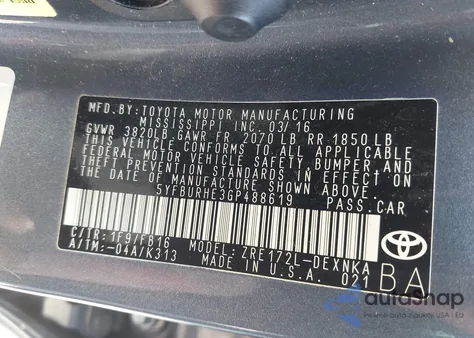 MFD.BY:TOYOTA MOTOR MANUFACTURING
MISSISSIPPI, INC. 03/16
GVWR 3820LB GAWR FR 2070 LB RR 1850 LB
THIS VEHICLE CONFORMS TO ALL APPLICABLE
FEDERAL MOTOR VEHICLE SAFETY, BUMPER, AND
THEFT PREVENTION STANDARDS IN EFFECT ON
THE DATE OF MANUFACTURE SHOWN ABOVE.
5YFBURHE3GP488619 PASS.CAR
C/TR:1F9/FB16 MODEL: ZRE172L-DEXNKA
A/TM:-04A/K313 MADE IN U.S.A. 021
TOYOTA
BA
autoSnap